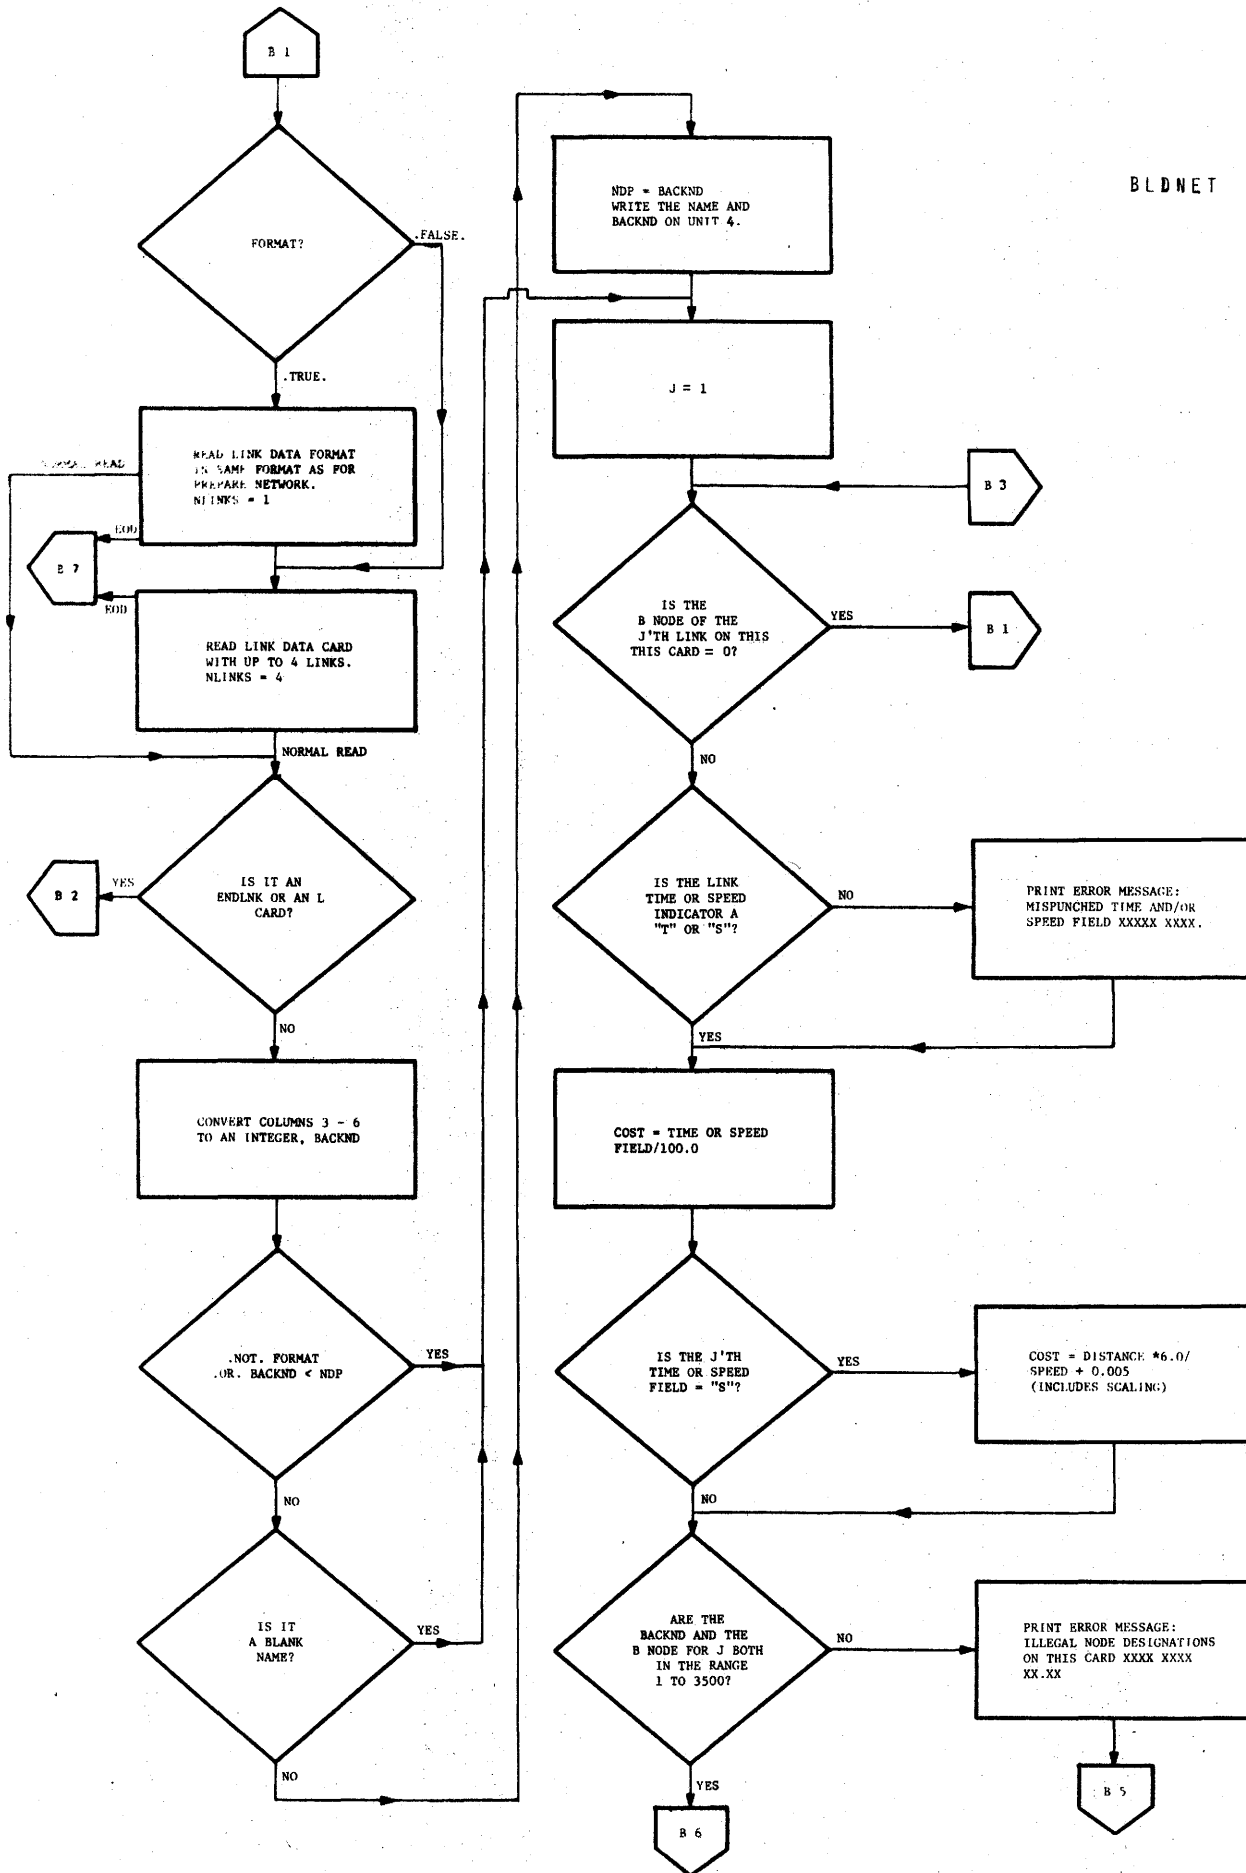 B 1
BLDNET
FORMAT?
.FALSE.
.TRUE.
READ LINK DATA FORMAT
IN SAME FORMAT AS FOR
PREPARE NETWORK.
NLINKS = 1
NORMAL READ
EOD
B 7
EOD
READ LINK DATA CARD
WITH UP TO 4 LINKS.
NLINKS = 4
NORMAL READ
IS IT AN
ENDLNK OR AN L
CARD?
YES
B 2
NO
CONVERT COLUMNS 3 - 6
TO AN INTEGER, BACKND
.NOT. FORMAT
.OR. BACKND < NDP
YES
NO
IS IT
A BLANK
NAME?
YES
NO
NDP = BACKND
WRITE THE NAME AND
BACKND ON UNIT 4.
J = 1
B 3
IS THE
B NODE OF THE
J'TH LINK ON THIS
THIS CARD = 0?
YES
B 1
NO
IS THE LINK
TIME OR SPEED
INDICATOR A
"T" OR "S"?
NO
PRINT ERROR MESSAGE:
MISPUNCHED TIME AND/OR
SPEED FIELD XXXXX XXXX.
YES
COST = TIME OR SPEED
FIELD/100.0
IS THE J'TH
TIME OR SPEED
FIELD = "S"?
YES
COST = DISTANCE *6.0/
SPEED + 0.005
(INCLUDES SCALING)
NO
ARE THE
BACKND AND THE
B NODE FOR J BOTH
IN THE RANGE
1 TO 3500?
NO
PRINT ERROR MESSAGE:
ILLEGAL NODE DESIGNATIONS
ON THIS CARD XXXX XXXX
XX.XX
YES
B 6
B 5